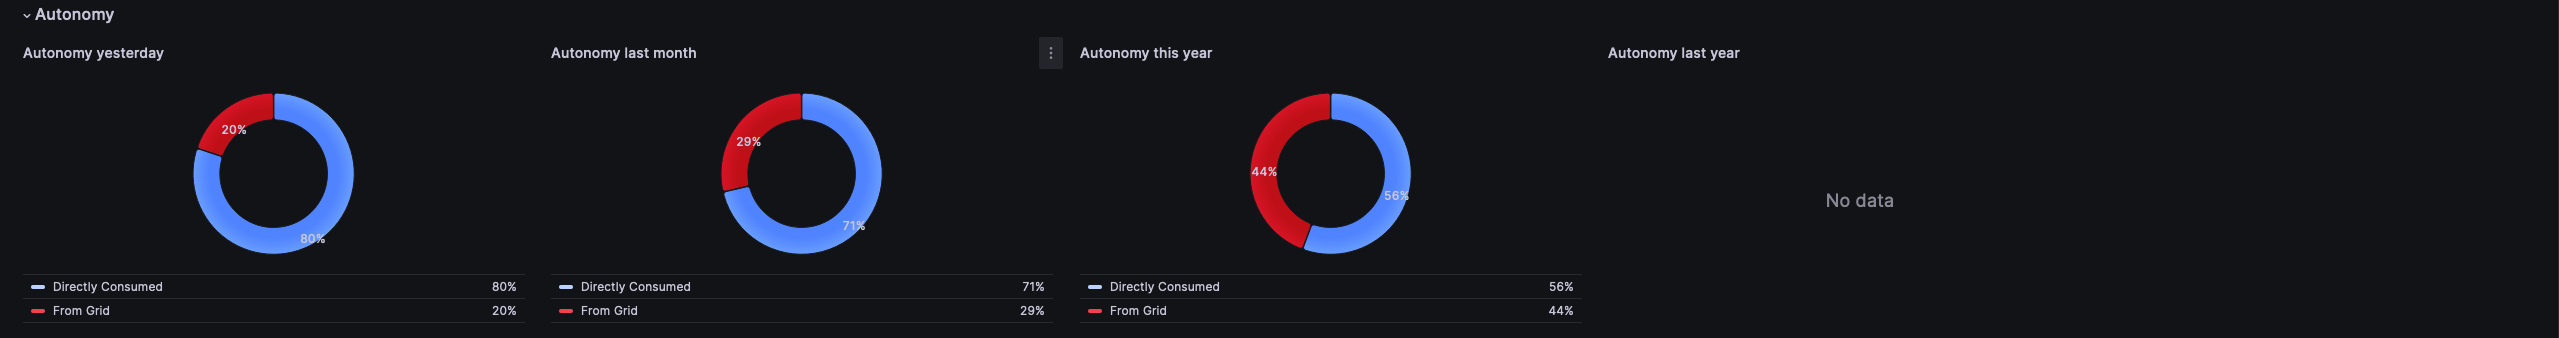 Autonomy
Autonomy yesterday
20%
80%
Directly Consumed 80%
From Grid 20%
Autonomy last month
29%
71%
Directly Consumed 71%
From Grid 29%
Autonomy this year
44%
56%
Directly Consumed 56%
From Grid 44%
Autonomy last year
No data